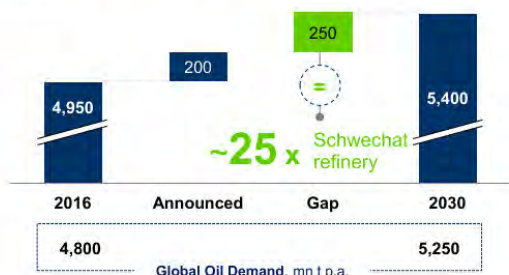 250
200
4,950
=
5,400
~25 x Schwechat
refinery
2016 Announced Gap 2030
4,800 5,250
Global Oil Demand, mn t p.a.